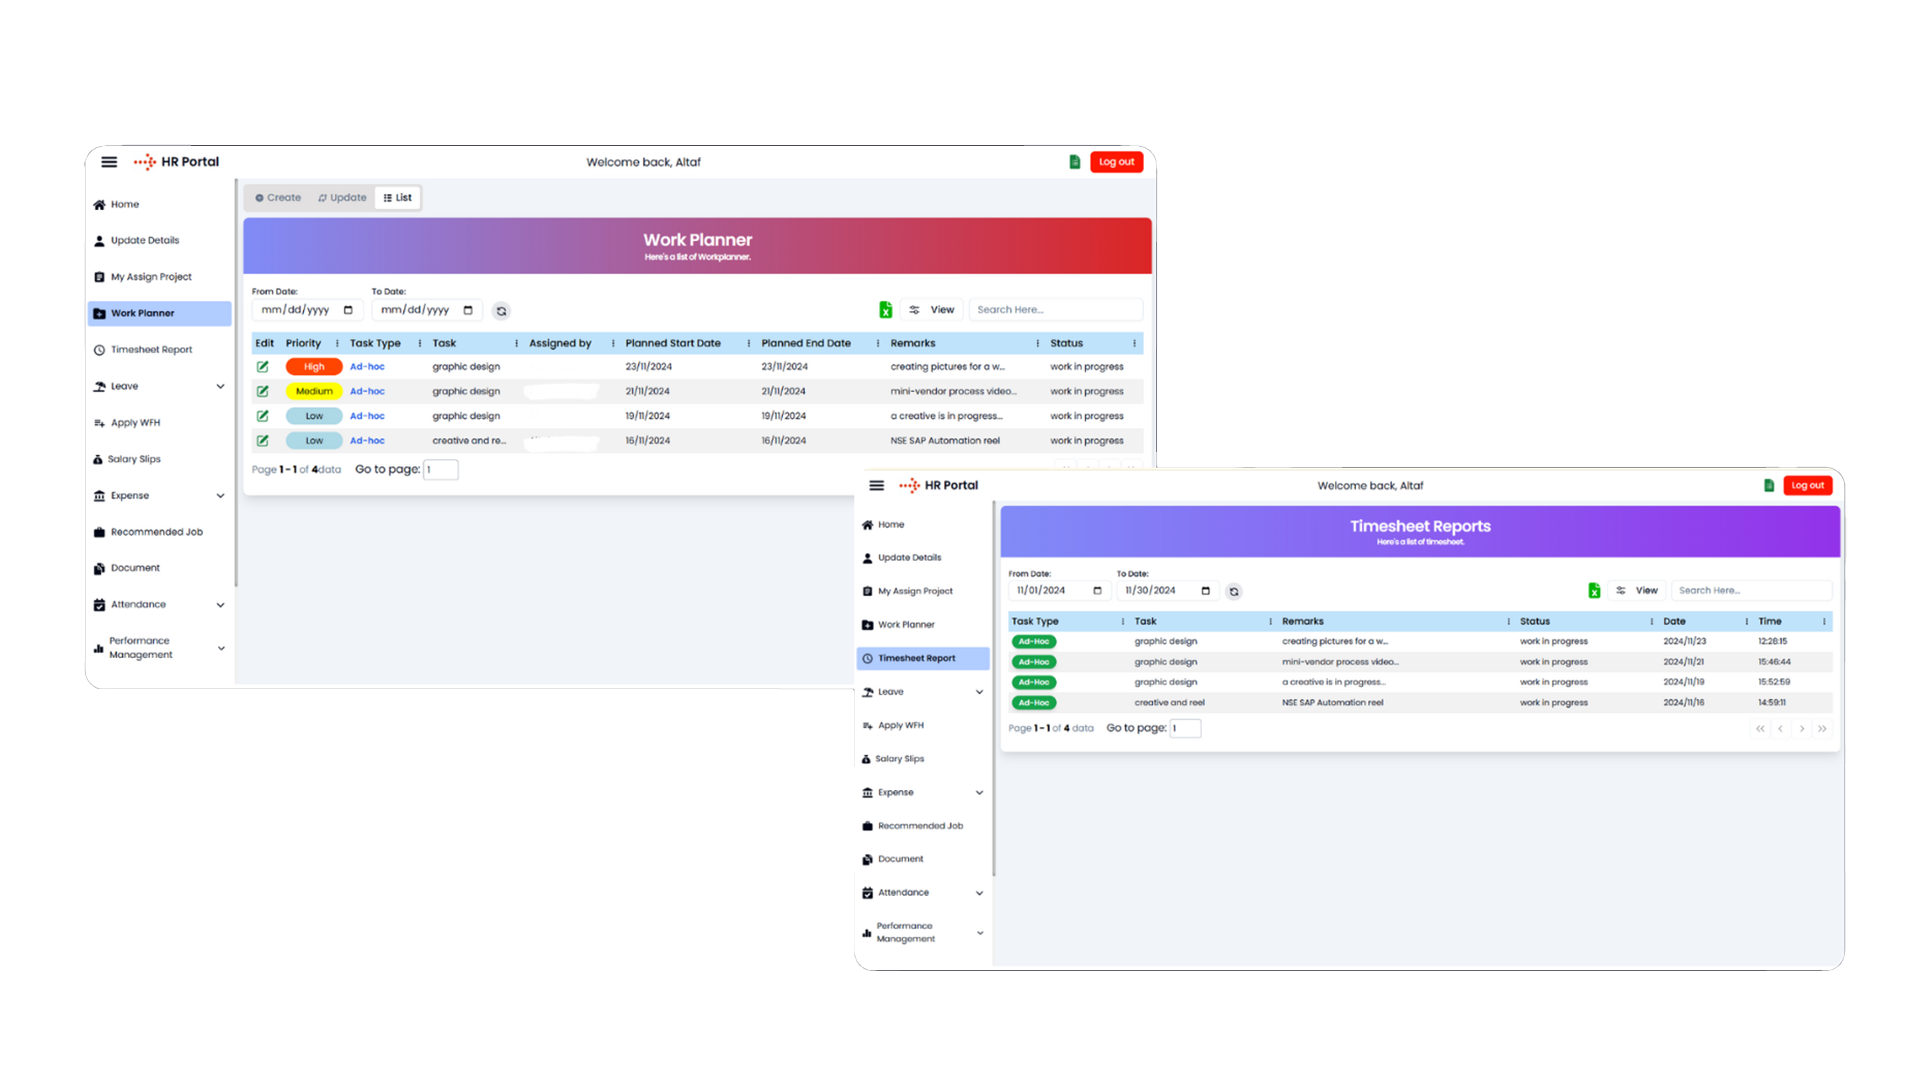 HR Portal
Welcome back, Altaf
Log out
Home
Update Details
My Assign Project
Work Planner
Timesheet Report
Leave
Apply WFH
Salary Slips
Expense
Recommended Job
Document
Attendance
Performance
Management
Create Update List
Work Planner
Here's a list of Workplanner.
From Date: To Date:
mm/dd/yyyy mm/dd/yyyy View Search Here...
Edit Priority Task Type Task Assigned by Planned Start Date Planned End Date Remarks Status
High Ad-hoc graphic design 23/11/2024 23/11/2024 creating pictures for a w... work in progress
Medium Ad-hoc graphic design 21/11/2024 21/11/2024 mini-vendor process video... work in progress
Low Ad-hoc graphic design 19/11/2024 19/11/2024 a creative is in progress... work in progress
Low Ad-hoc creative and re... 16/11/2024 16/11/2024 NSE SAP Automation reel work in progress
Page 1 - 1 of 4data Go to page: 1
HR Portal
Welcome back, Altaf
Log out
Home
Update Details
My Assign Project
Work Planner
Timesheet Report
Leave
Apply WFH
Salary Slips
Expense
Recommended Job
Document
Attendance
Performance
Management
Timesheet Reports
Here's a list of timesheet.
From Date: To Date:
11/01/2024 11/30/2024 View Search Here...
Task Type Task Remarks Status Date Time
Ad-Hoc graphic design creating pictures for a w... work in progress 2024/11/23 12:28:15
Ad-Hoc graphic design mini-vendor process video... work in progress 2024/11/21 15:46:44
Ad-Hoc graphic design a creative is in progress... work in progress 2024/11/19 15:52:59
Ad-Hoc creative and reel NSE SAP Automation reel work in progress 2024/11/16 14:59:11
Page 1 - 1 of 4 data Go to page: 1